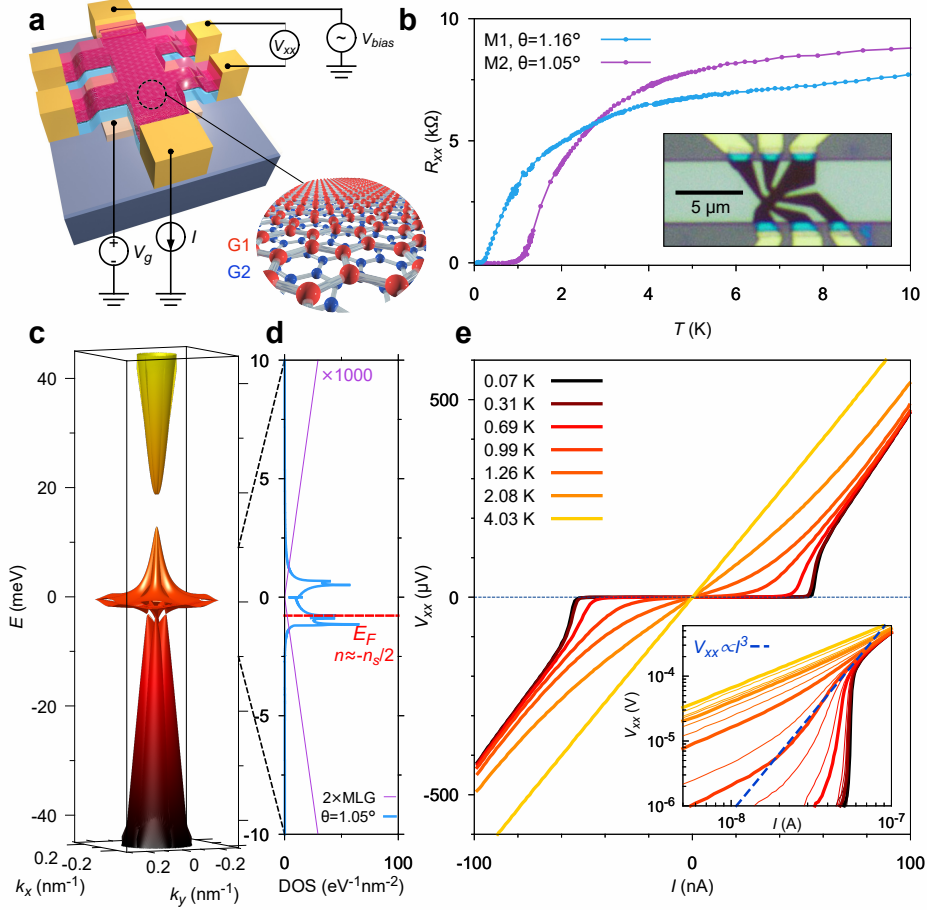 a
V_xx
~
V_bias
+
-
V_g
I
G1
G2
b
M1, θ=1.16°
M2, θ=1.05°
R_xx (kΩ)
10
5
0
0
2
4
6
8
10
T (K)
5 μm
c
E (meV)
40
20
0
-20
-40
0.2
-0.2
0.2
-0.2
k_x (nm⁻¹)
k_y (nm⁻¹)
d
10
5
0
-5
-10
×1000
E_F
n≈-n_s/2
2×MLG
θ=1.05°
0
100
DOS (eV⁻¹nm⁻²)
e
0.07 K
0.31 K
0.69 K
0.99 K
1.26 K
2.08 K
4.03 K
V_xx (μV)
500
0
-500
-100
-50
0
50
100
I (nA)
V_xx∝I³
V_xx (V)
10⁻⁴
10⁻⁵
10⁻⁶
10⁻⁸
10⁻⁷
I (A)